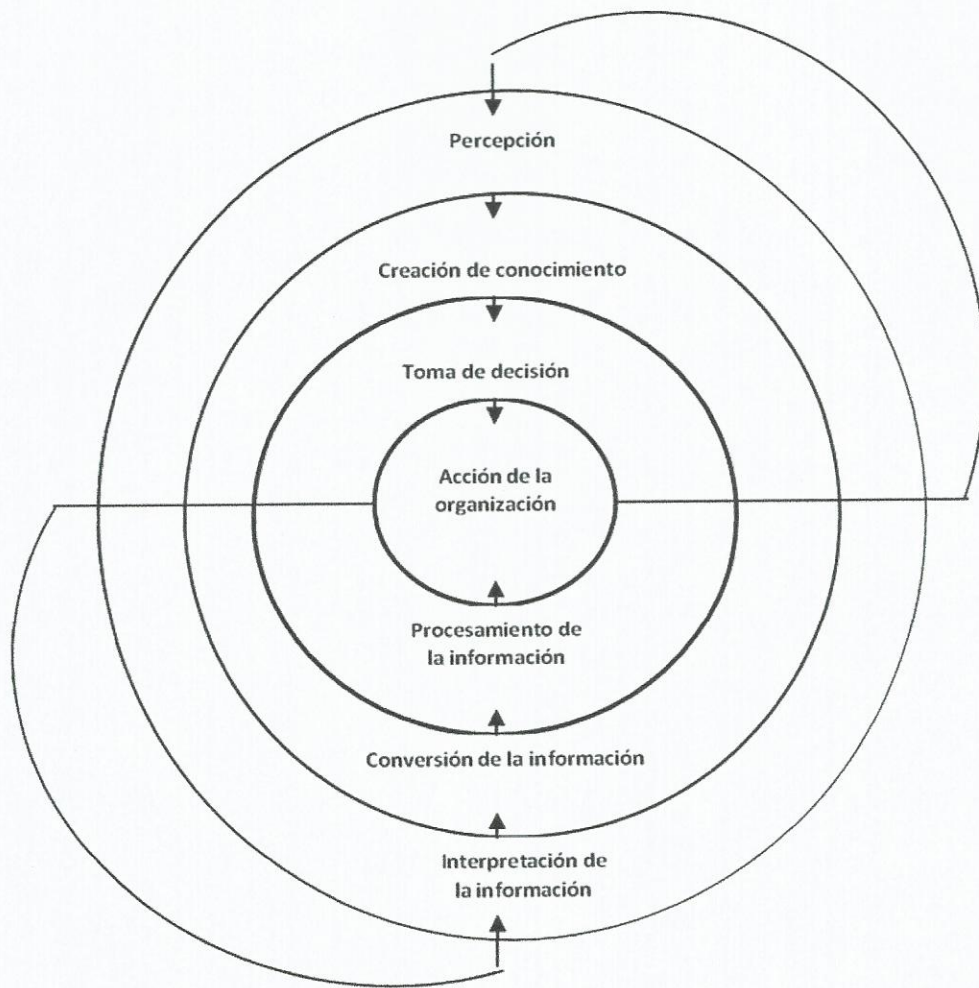 Percepción
Creación de conocimiento
Toma de decisión
Acción de la
organización
Procesamiento de
la información
Conversión de la información
Interpretación de
la información